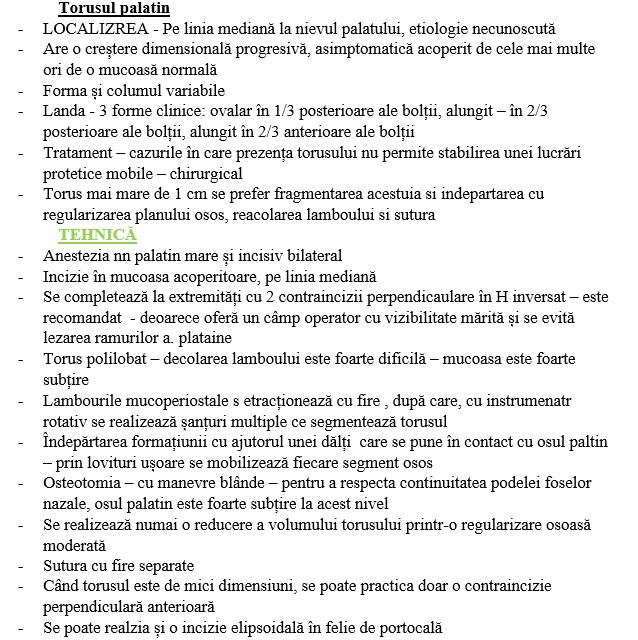 Torusul palatin
- LOCALIZREA - Pe linia mediană la nievul palatului, etiologie necunoscută
- Are o creștere dimensională progresivă, asimptomatică acoperit de cele mai multe
ori de o mucoasă normală
- Forma și columul variabile
- Landa - 3 forme clinice: ovalar în 1/3 posterioare ale bolții, alungit – în 2/3
posterioare ale bolții, alungit în 2/3 anterioare ale bolții
- Tratament – cazurile în care prezența torusului nu permite stabilirea unei lucrări
protetice mobile – chirurgical
- Torus mai mare de 1 cm se prefer fragmentarea acestuia si indepartarea cu
regularizarea planului osos, reacolarea lamboului si sutura
TEHNICĂ
- Anestezia nn palatin mare și incisiv bilateral
- Incizie în mucoasa acoperitoare, pe linia mediană
- Se completează la extremități cu 2 contraincizii perpendicaulare în H inversat – este
recomandat - deoarece oferă un câmp operator cu vizibilitate mărită și se evită
lezarea ramurilor a. plataine
- Torus polilobat – decolarea lamboului este foarte dificilă – mucoasa este foarte
subțire
- Lambourile mucoperiostale s etracționează cu fire , după care, cu instrumenatr
rotativ se realizează șanțuri multiple ce segmentează torusul
- Îndepărtarea formațiunii cu ajutorul unei dălți  care se pune în contact cu osul paltin
– prin lovituri ușoare se mobilizează fiecare segment osos
- Osteotomia – cu manevre blânde – pentru a respecta continuitatea podelei foselor
nazale, osul palatin este foarte subțire la acest nivel
- Se realizează numai o reducere a volumului torusului printr-o regularizare osoasă
moderată
- Sutura cu fire separate
- Când torusul este de mici dimensiuni, se poate practica doar o contraincizie
perpendiculară anterioară
- Se poate realzia și o incizie elipsoidală în felie de portocală